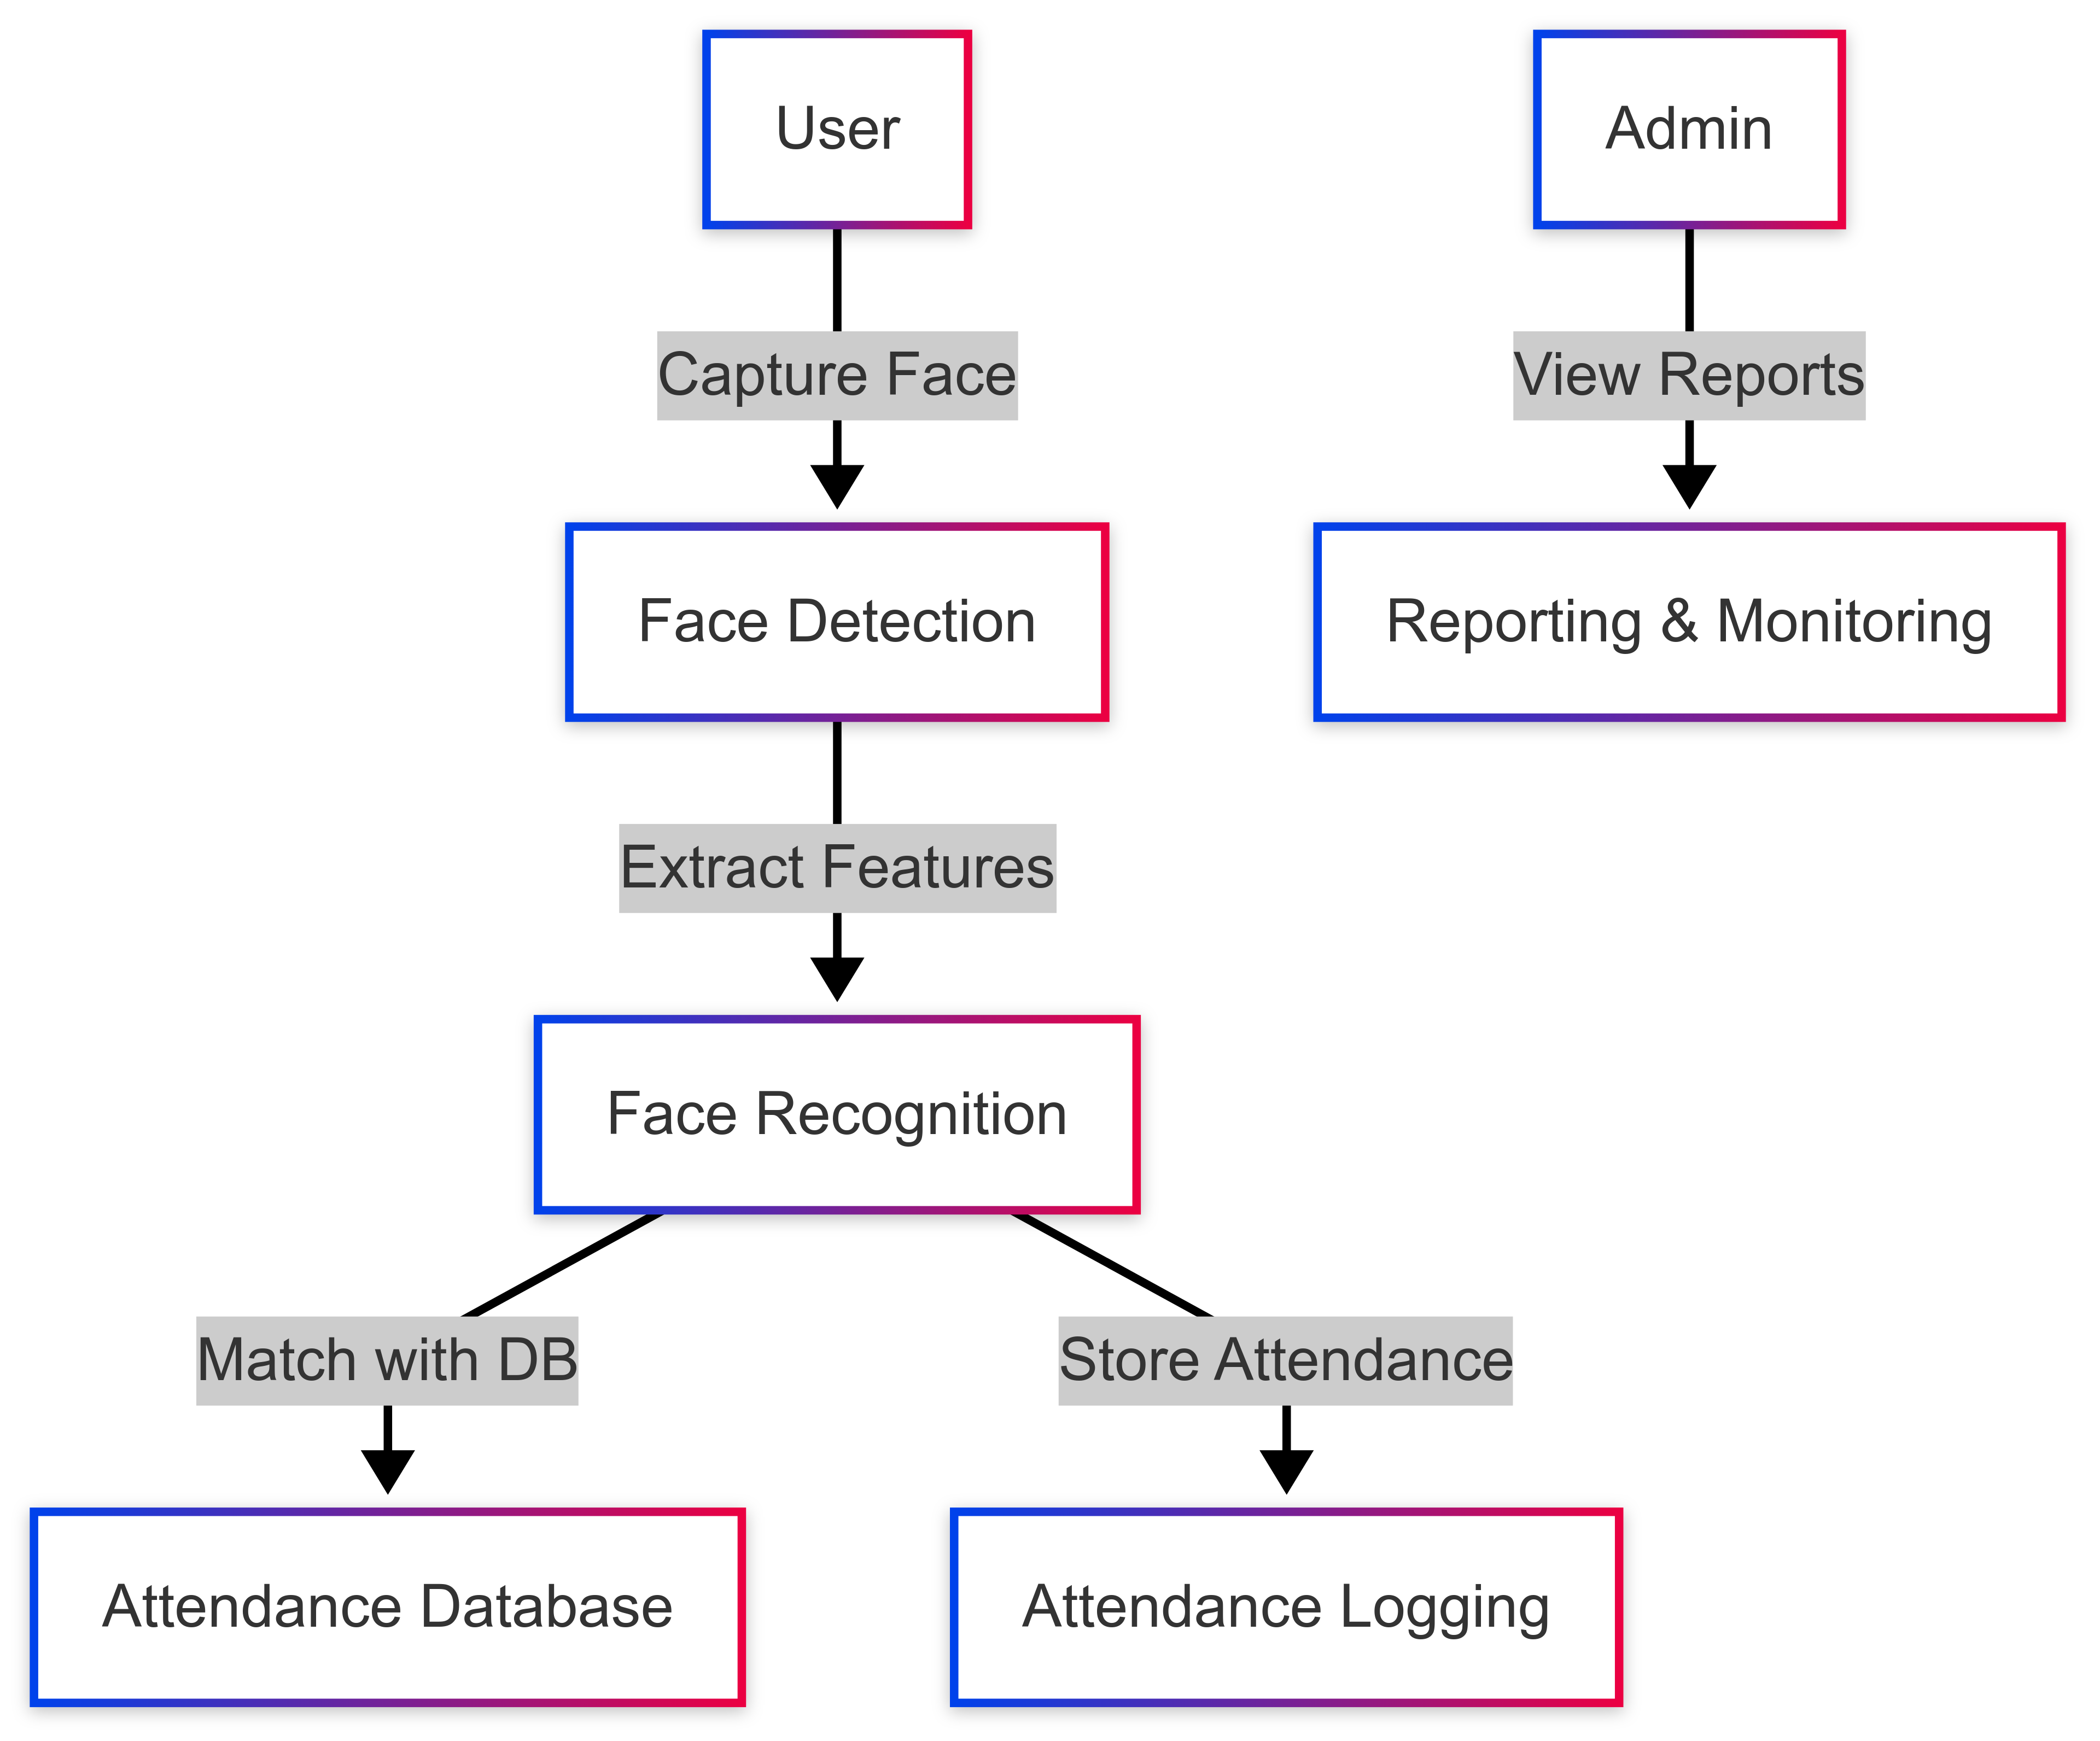 User
Admin
Capture Face
View Reports
Face Detection
Reporting & Monitoring
Extract Features
Face Recognition
Match with DB
Store Attendance
Attendance Database
Attendance Logging